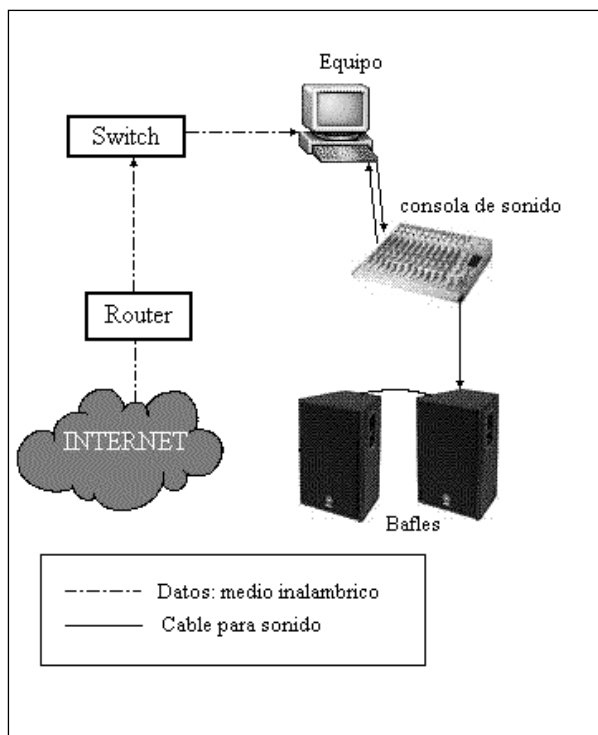 Equipo
Switch
consola de sonido
Router
INTERNET
Bafles
Datos: medio inalambrico
Cable para sonido